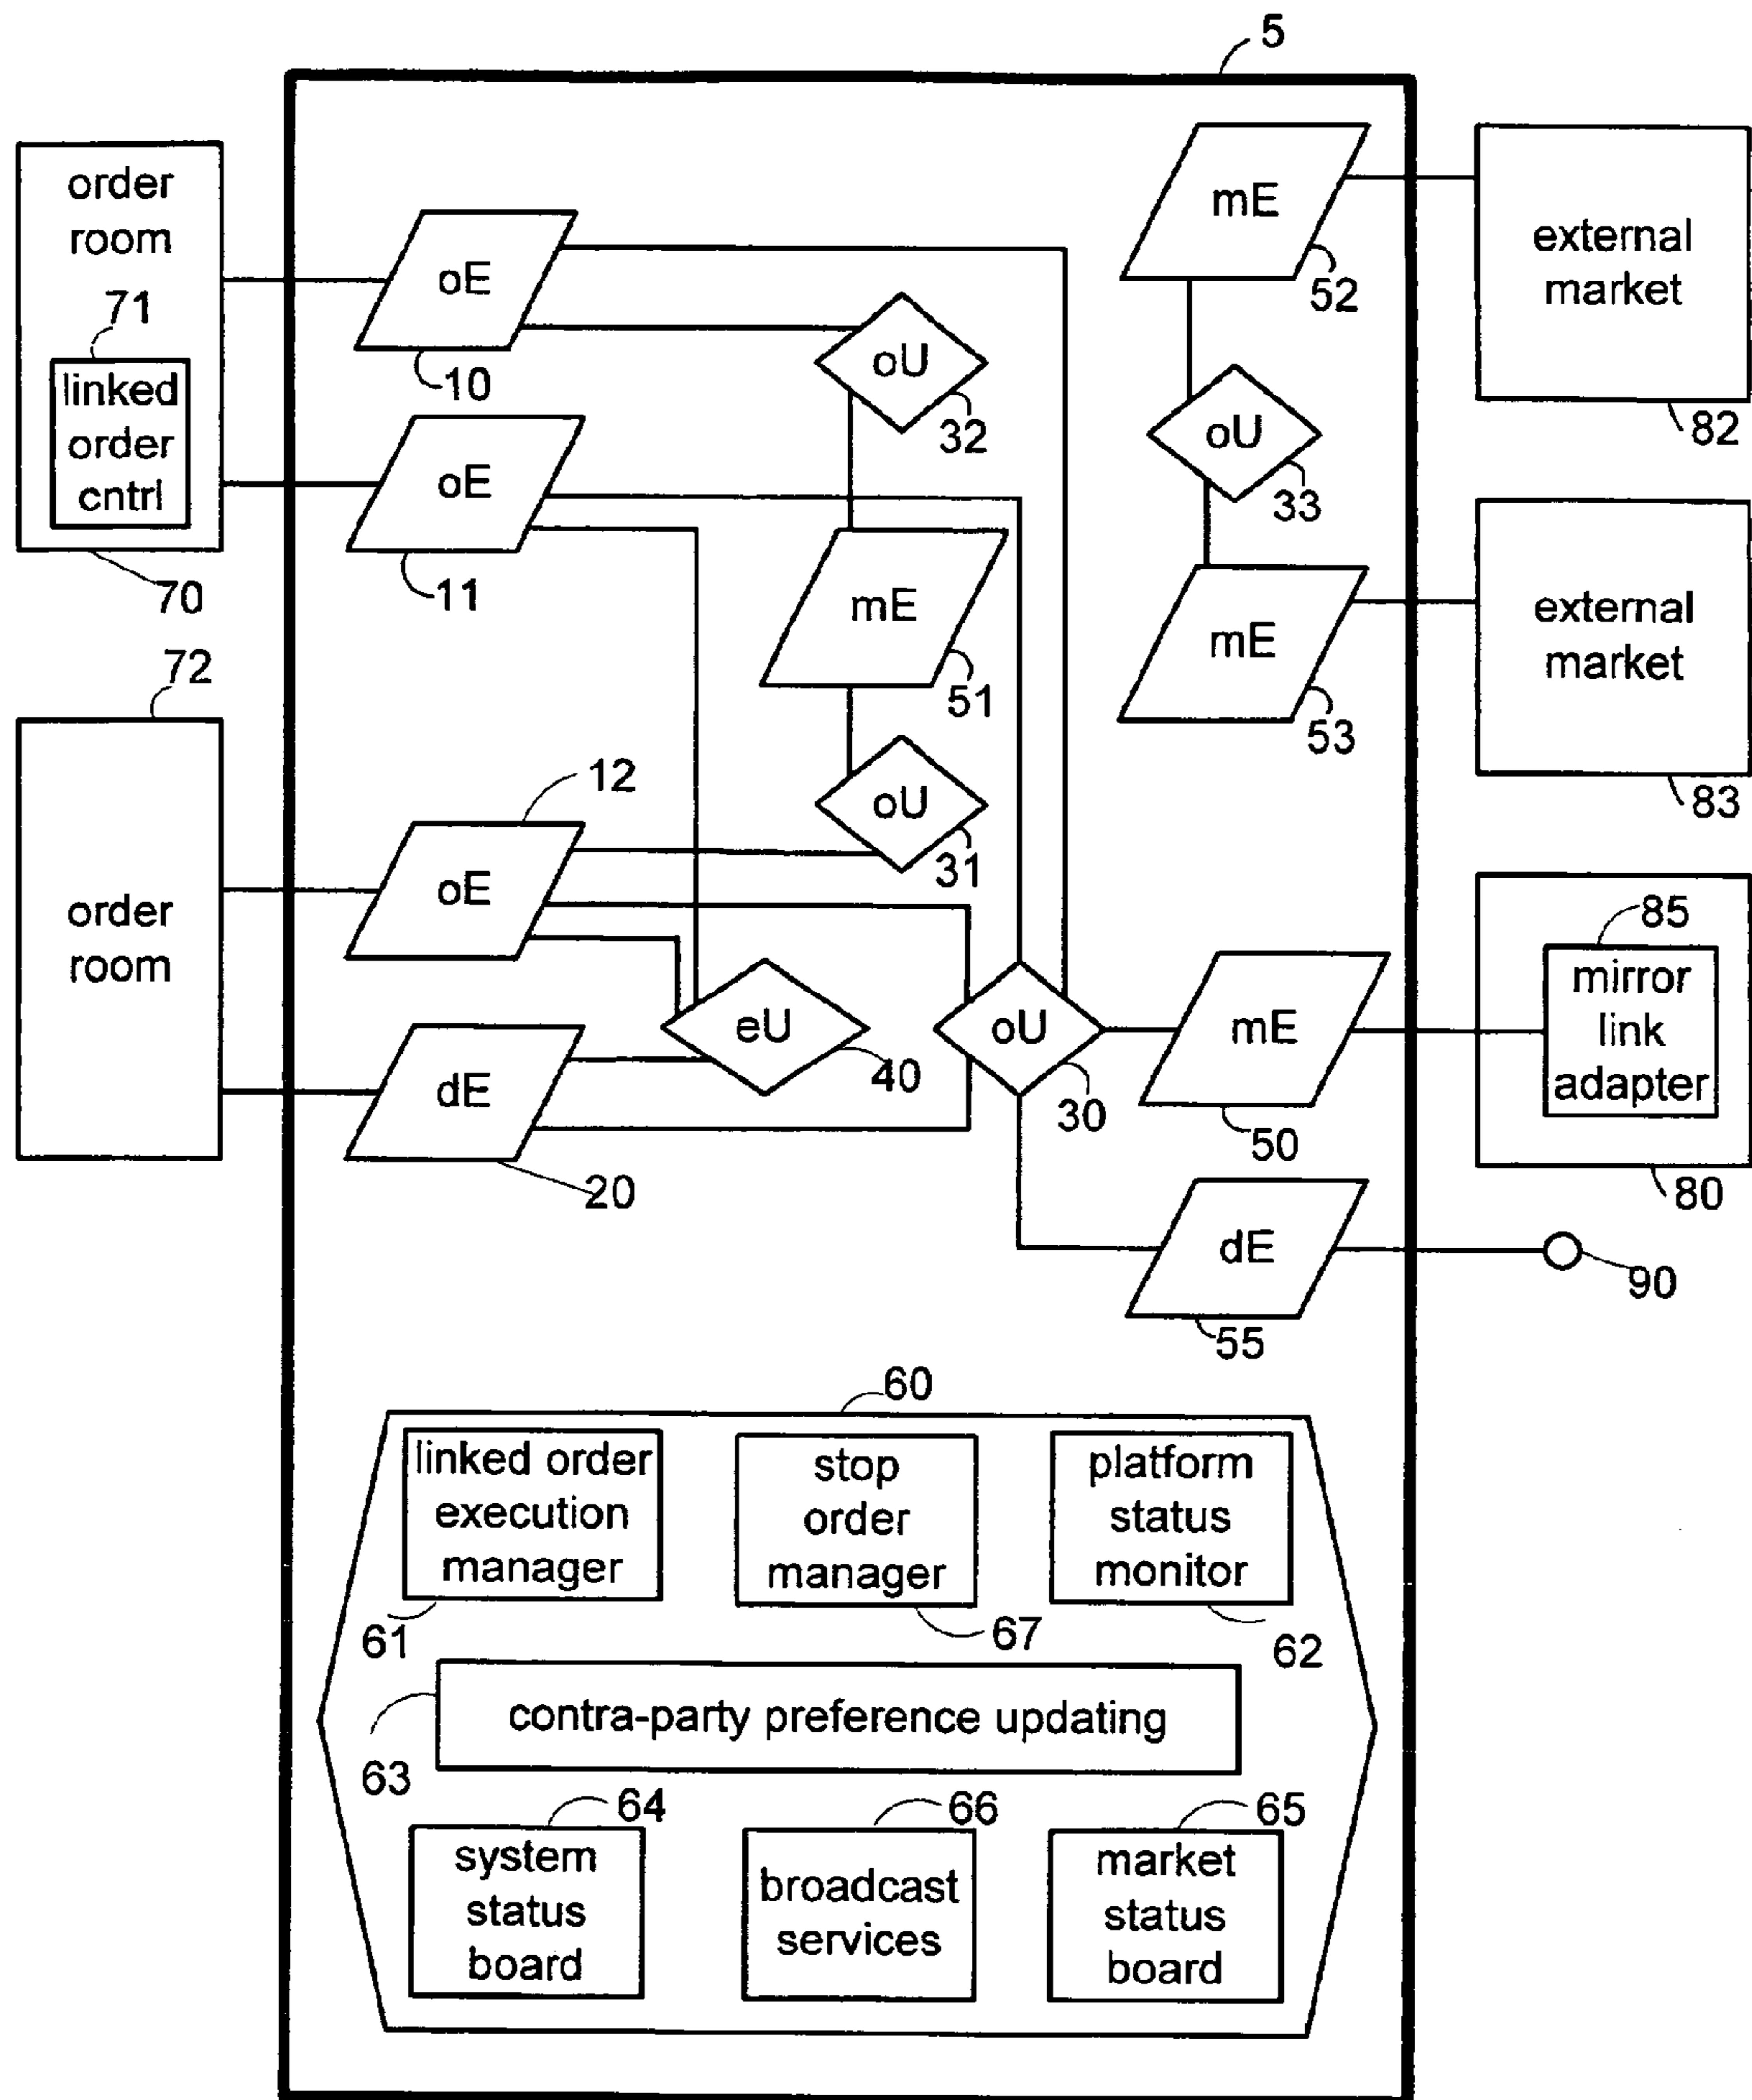 5
order
room
71
linked
order
cntrl
70
oE
10
oE
11
oU
32
mE
51
oU
31
mE
52
oU
33
mE
53
external
market
82
external
market
83
72
order
room
12
oE
dE
20
eU
40
oU
30
mE
50
85
mirror
link
adapter
80
dE
55
90
60
linked order
execution
manager
61
stop
order
manager
67
platform
status
monitor
62
contra-party preference updating
63
64
system
status
board
66
broadcast
services
65
market
status
board